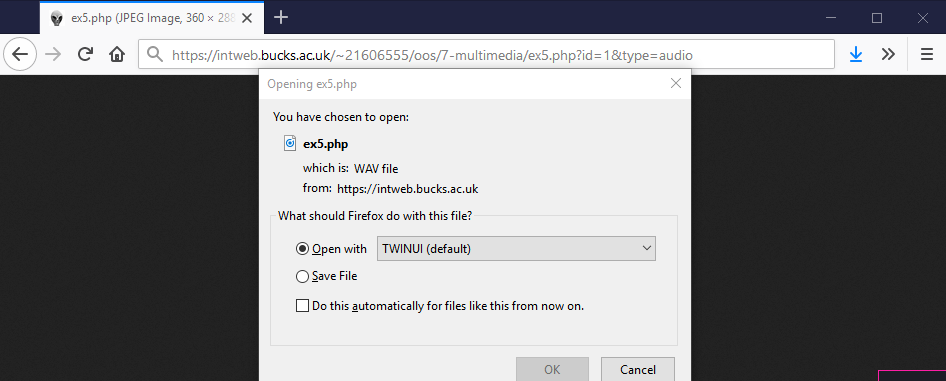 ex5.php (JPEG Image, 360 × 288
https://intweb.bucks.ac.uk/~21606555/oos/7-multimedia/ex5.php?id=1&type=audio
Opening ex5.php
You have chosen to open:
ex5.php
which is: WAV file
from: https://intweb.bucks.ac.uk
What should Firefox do with this file?
Open with TWINUI (default)
Save File
Do this automatically for files like this from now on.
OK Cancel